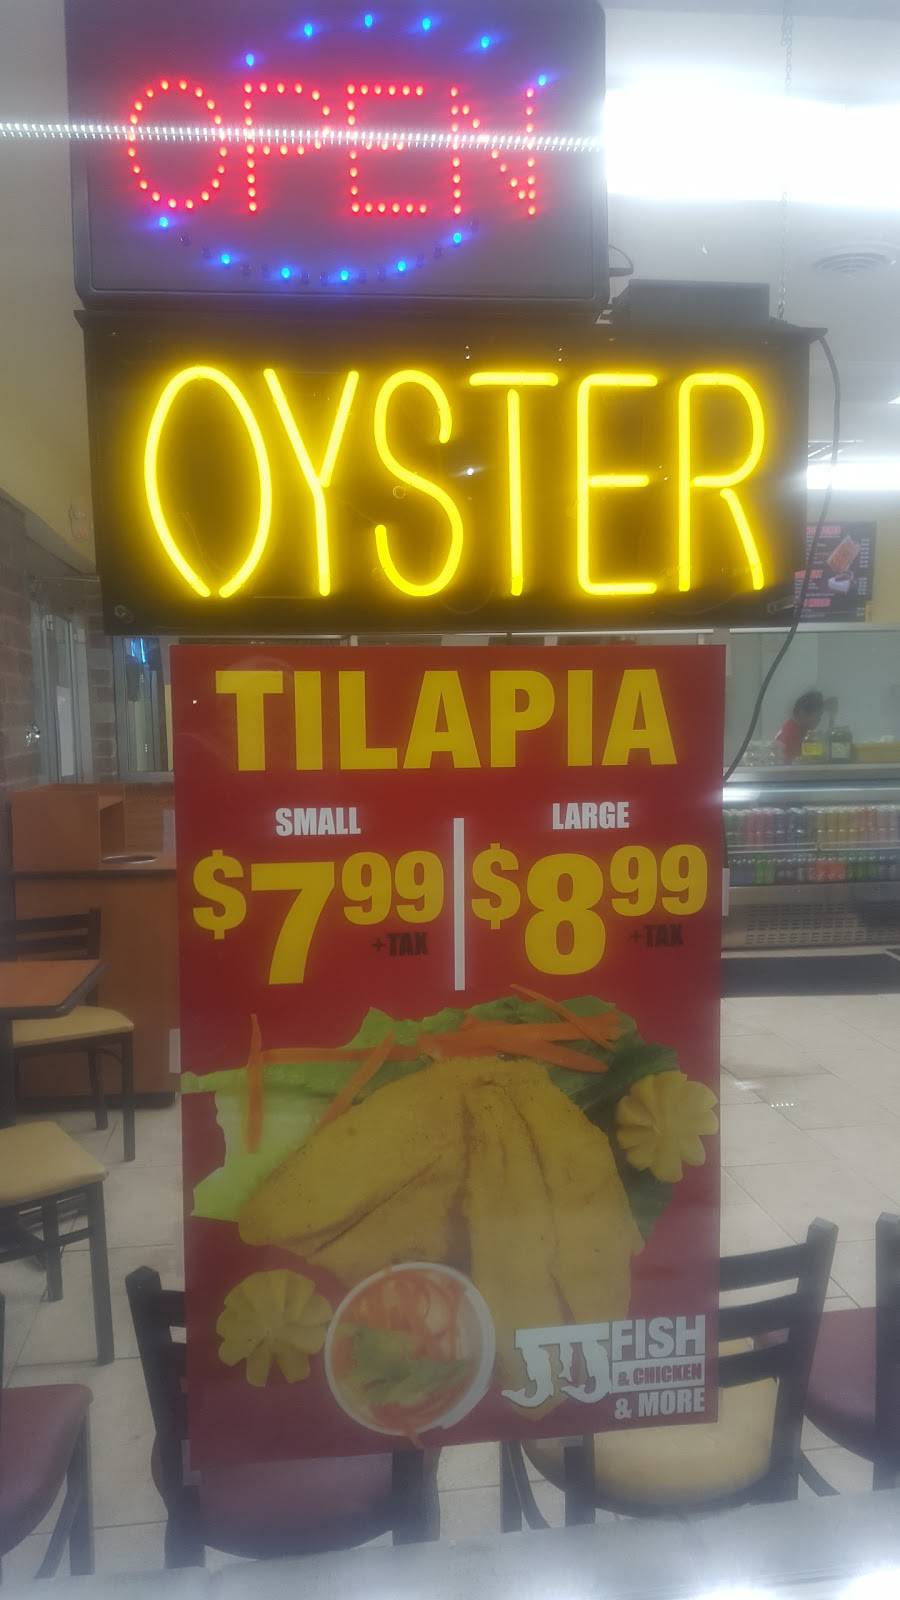 OPEN
OYSTER
TILAPIA
SMALL
LARGE
$7.99
+TAX
$8.99
+TAX
JJ FISH
& CHICKEN
& MORE